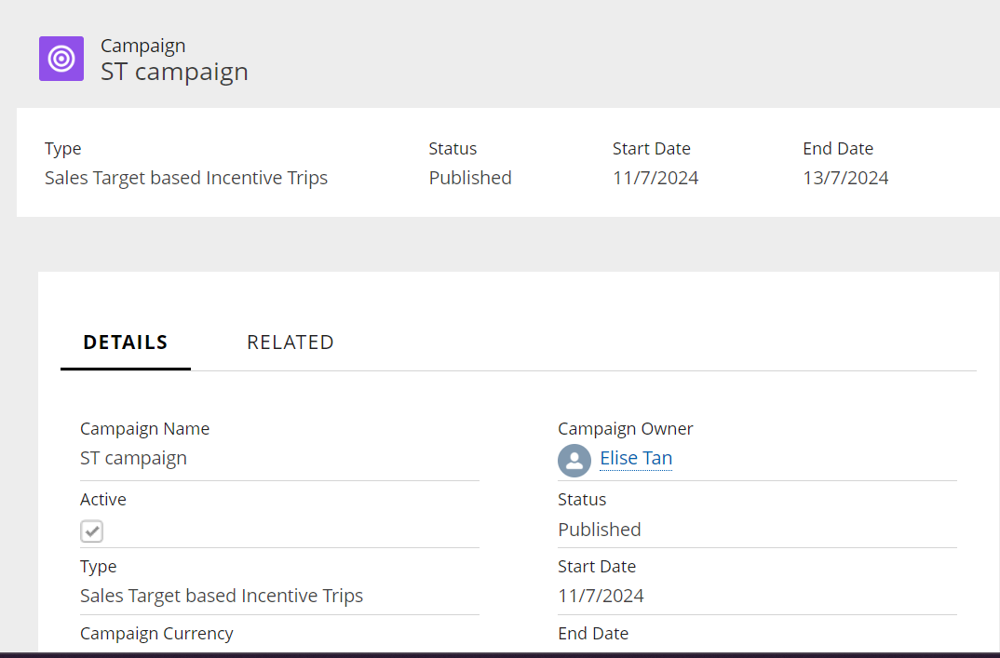 Campaign
ST campaign
Type Status Start Date End Date
Sales Target based Incentive Trips Published 11/7/2024 13/7/2024
DETAILS RELATED
Campaign Name Campaign Owner
ST campaign Elise Tan
Active Status
Published
Type Start Date
Sales Target based Incentive Trips 11/7/2024
Campaign Currency End Date